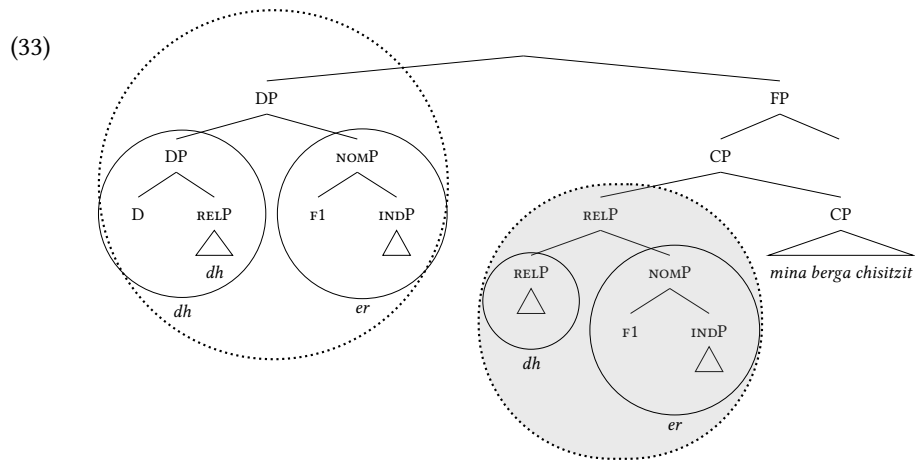 (33)
DP FP
DP NOMP CP
D RELP F1 INDP RELP CP
dh RELP NOMP mina berga chisitzit
dh er F1 INDP
dh
er